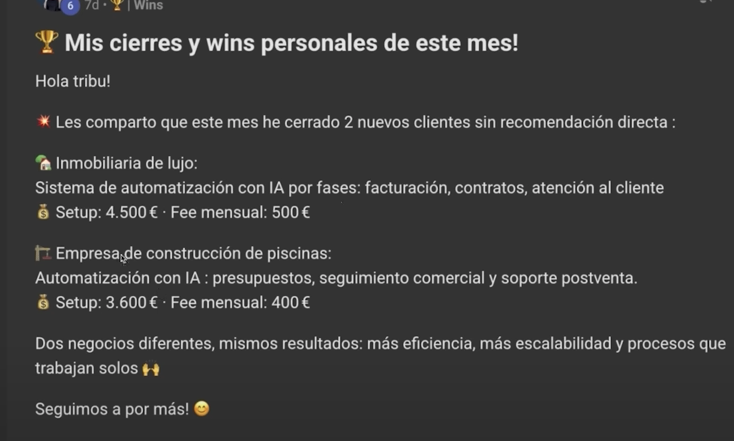 6 7d • 🏆 | Wins
🏆 Mis cierres y wins personales de este mes!
Hola tribu!
💥 Les comparto que este mes he cerrado 2 nuevos clientes sin recomendación directa :
🏡 Inmobiliaria de lujo:
Sistema de automatización con IA por fases: facturación, contratos, atención al cliente
💰 Setup: 4.500 € · Fee mensual: 500 €
🏗️ Empresa de construcción de piscinas:
Automatización con IA : presupuestos, seguimiento comercial y soporte postventa.
💰 Setup: 3.600 € · Fee mensual: 400 €
Dos negocios diferentes, mismos resultados: más eficiencia, más escalabilidad y procesos que
trabajan solos 🙌
Seguimos a por más! 😊